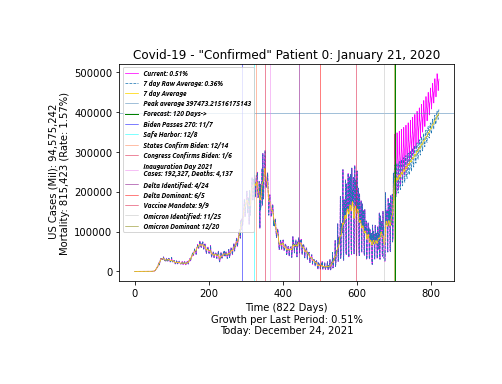 Covid-19 - "Confirmed" Patient 0: January 21, 2020
US Cases (Mil): 94,575,242
Mortality: 815,423 (Rate: 1.57%)
500000
400000
300000
200000
100000
0
Current: 0.51%
7 day Raw Average: 0.36%
7 day Average
Peak average 397473.21516175143
Forecast: 120 Days->
Biden Passes 270: 11/7
Safe Harbor: 12/8
States Confirm Biden: 12/14
Congress Confirms Biden: 1/6
Inauguration Day 2021
Cases: 192,327, Deaths: 4,137
Delta Identified: 4/24
Delta Dominant: 6/5
Vaccine Mandate: 9/9
Omicron Identified: 11/25
Omicron Dominant 12/20
0
200
400
600
800
Time (822 Days)
Growth per Last Period: 0.51%
Today: December 24, 2021